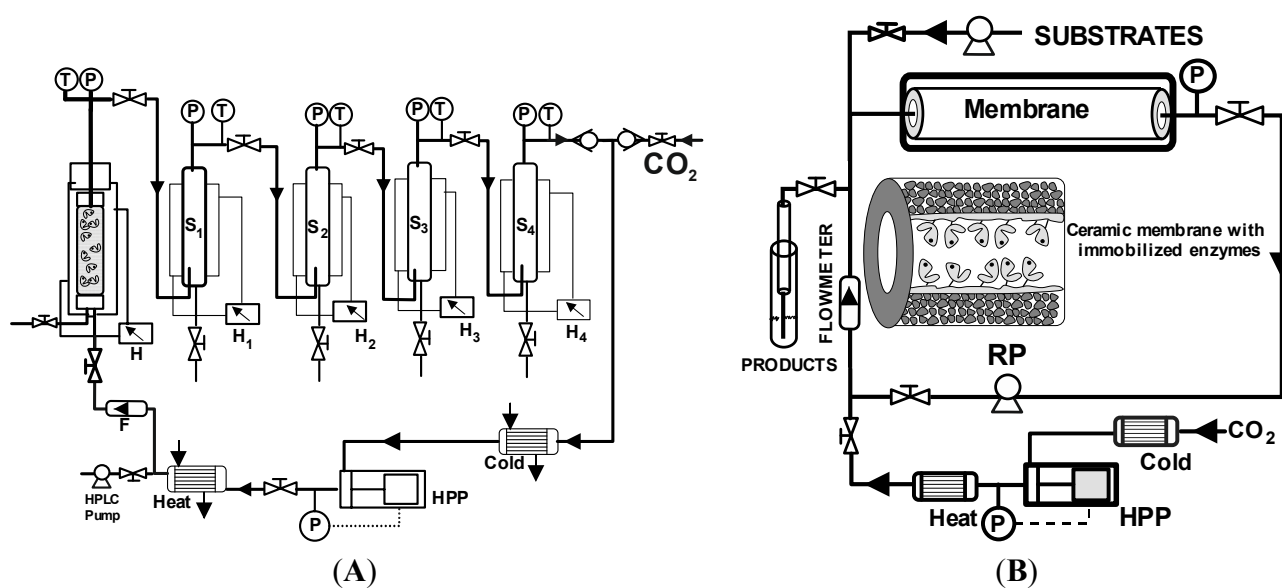 T P
P T
P T
P T
P T
CO2
S1
S2
S3
S4
H
H1
H2
H3
H4
F
HPLC
Pump
Heat
P
HPP
Cold
(A)
SUBSTRATES
P
Membrane
Ceramic membrane with
immobilized enzymes
FLOWMETER
PRODUCTS
RP
CO2
Cold
Heat
P
HPP
(B)